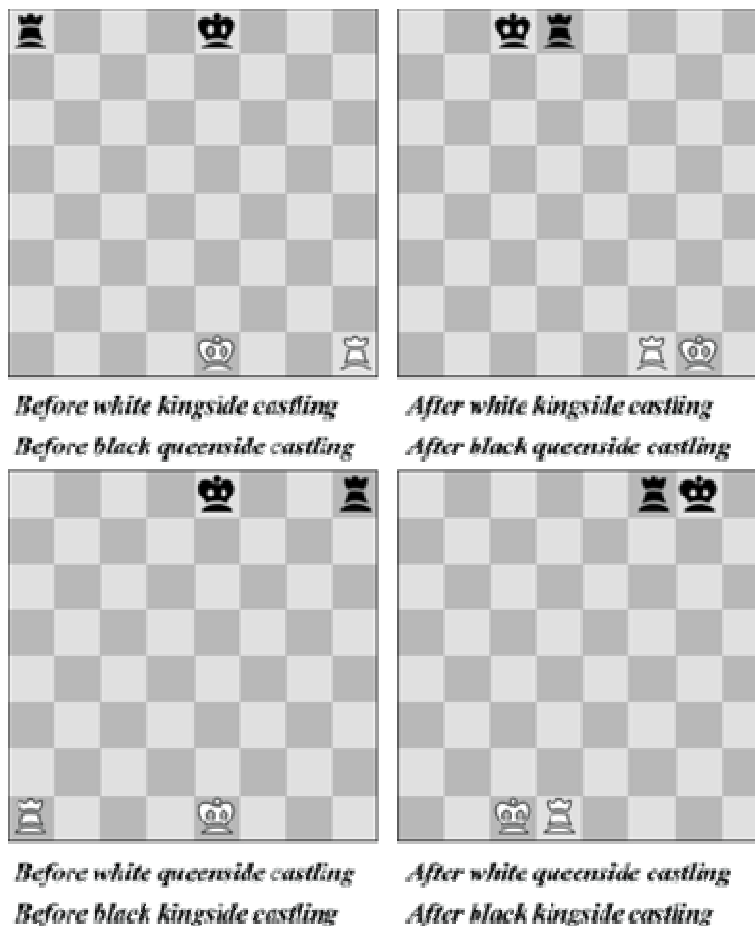 Before white kingside castling
Before black queenside castling
After white kingside castling
After black queenside castling
Before white queenside castling
Before black kingside castling
After white queenside castling
After black kingside castling